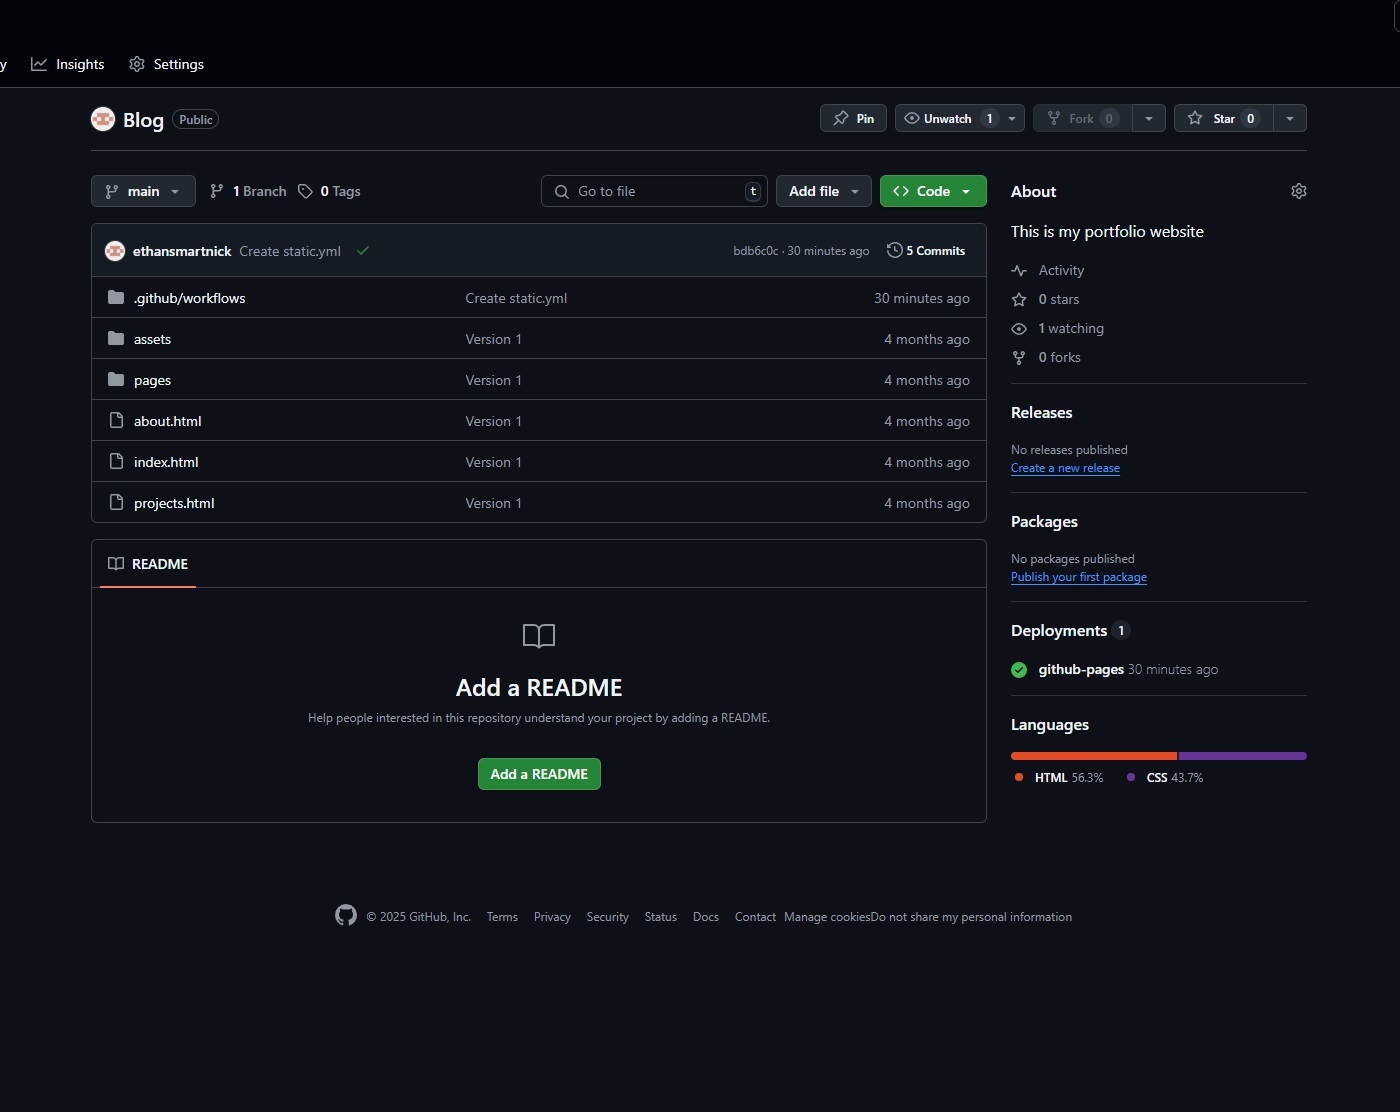 y Insights Settings
Blog Public Pin Unwatch 1 Fork 0 Star 0
main 1 Branch 0 Tags Go to file t Add file Code
ethansmartnick Create static.yml bdb6c0c · 30 minutes ago 5 Commits
.github/workflows Create static.yml 30 minutes ago
assets Version 1 4 months ago
pages Version 1 4 months ago
about.html Version 1 4 months ago
index.html Version 1 4 months ago
projects.html Version 1 4 months ago
README
Add a README
Help people interested in this repository understand your project by adding a README.
Add a README
About
This is my portfolio website
Activity
0 stars
1 watching
0 forks
Releases
No releases published
Create a new release
Packages
No packages published
Publish your first package
Deployments 1
github-pages 30 minutes ago
Languages
HTML 56.3% CSS 43.7%
© 2025 GitHub, Inc. Terms Privacy Security Status Docs Contact Manage cookiesDo not share my personal information